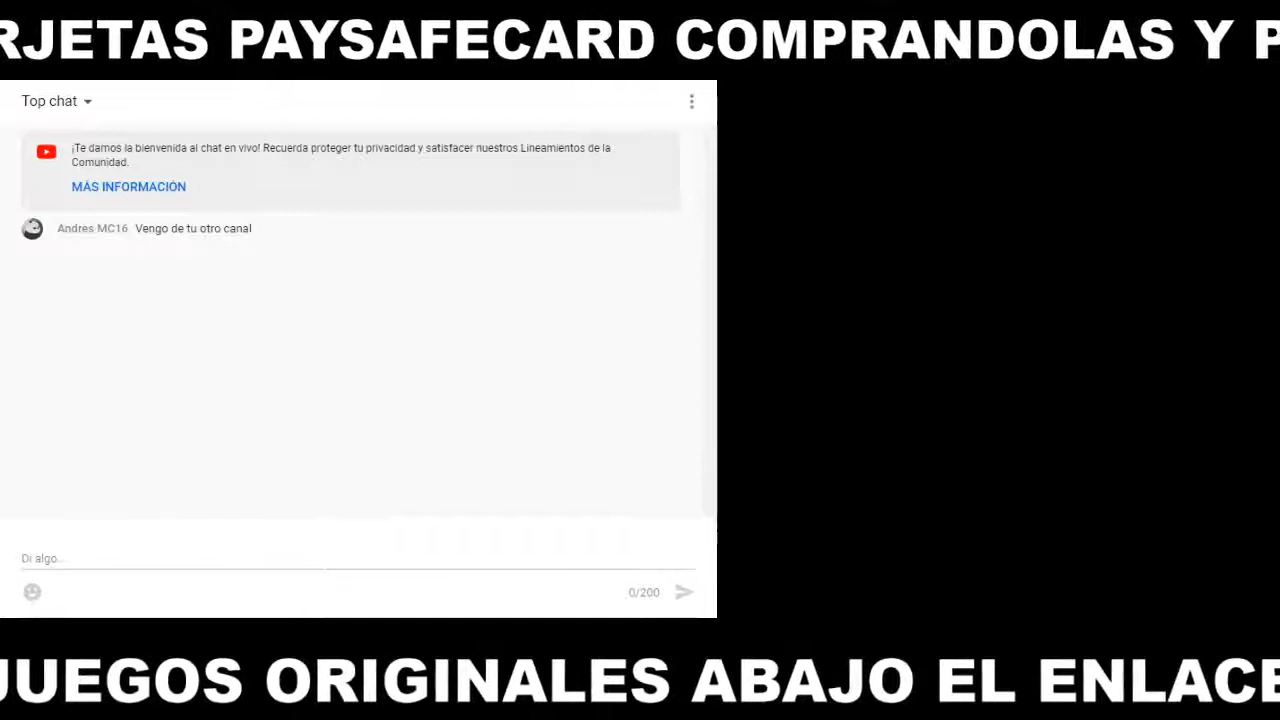 RJETAS PAYSAFECARD COMPRANDOLAS Y P
Top chat
¡Te damos la bienvenida al chat en vivo! Recuerda proteger tu privacidad y satisfacer nuestros Lineamientos de la
Comunidad.
MÁS INFORMACIÓN
Andres MC16 Vengo de tu otro canal
Di algo...
0/200
JUEGOS ORIGINALES ABAJO EL ENLACE